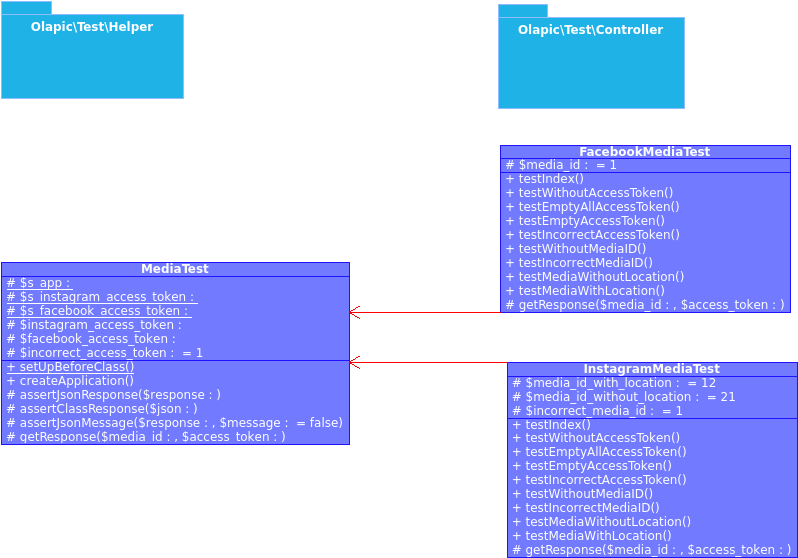 Olapic\Test\Helper
Olapic\Test\Controller
FacebookMediaTest
# $media_id :  = 1
+ testIndex()
+ testWithoutAccessToken()
+ testEmptyAllAccessToken()
+ testEmptyAccessToken()
+ testIncorrectAccessToken()
+ testWithoutMediaID()
+ testIncorrectMediaID()
+ testMediaWithoutLocation()
+ testMediaWithLocation()
# getResponse($media_id : , $access_token : )
MediaTest
# $s_app :
# $s_instagram_access_token :
# $s_facebook_access_token :
# $instagram_access_token :
# $facebook_access_token :
# $incorrect_access_token :  = 1
+ setUpBeforeClass()
+ createApplication()
# assertJsonResponse($response : )
# assertClassResponse($json : )
# assertJsonMessage($response : , $message :  = false)
# getResponse($media_id : , $access_token : )
InstagramMediaTest
# $media_id_with_location :  = 12
# $media_id_without_location :  = 21
# $incorrect_media_id :  = 1
+ testIndex()
+ testWithoutAccessToken()
+ testEmptyAllAccessToken()
+ testEmptyAccessToken()
+ testIncorrectAccessToken()
+ testWithoutMediaID()
+ testIncorrectMediaID()
+ testMediaWithoutLocation()
+ testMediaWithLocation()
# getResponse($media_id : , $access_token : )